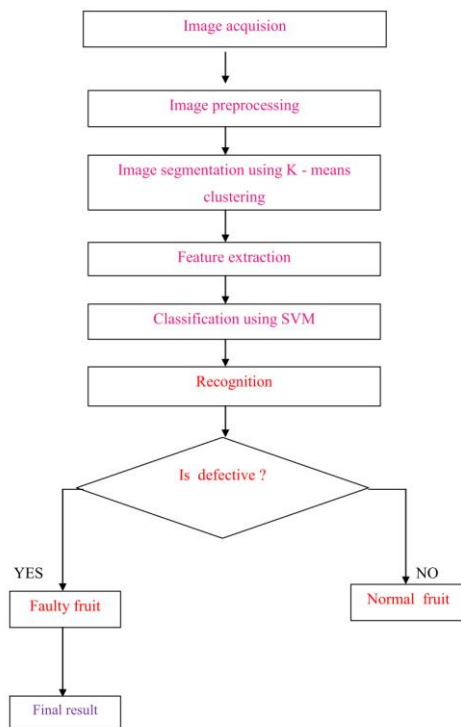 Image acquision
Image preprocessing
Image segmentation using K - means
clustering
Feature extraction
Classification using SVM
Recognition
Is defective ?
YES
NO
Faulty fruit
Normal fruit
Final result